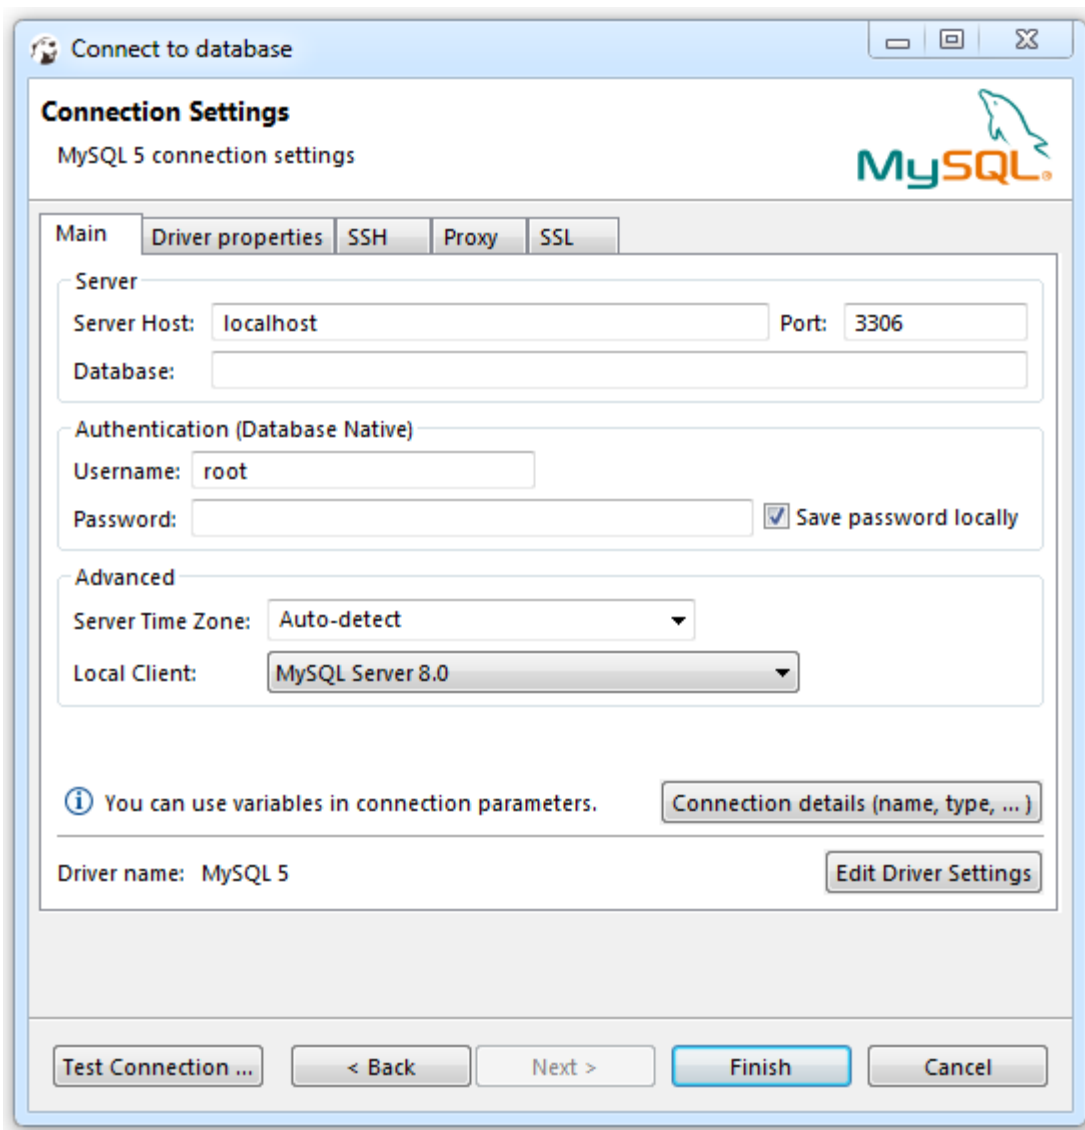 Connect to database
Connection Settings
MySQL 5 connection settings
MySQL®
Main Driver properties SSH Proxy SSL
Server
Server Host: localhost Port: 3306
Database:
Authentication (Database Native)
Username: root
Password: Save password locally
Advanced
Server Time Zone: Auto-detect
Local Client: MySQL Server 8.0
You can use variables in connection parameters. Connection details (name, type, ... )
Driver name: MySQL 5 Edit Driver Settings
Test Connection ... < Back Next > Finish Cancel